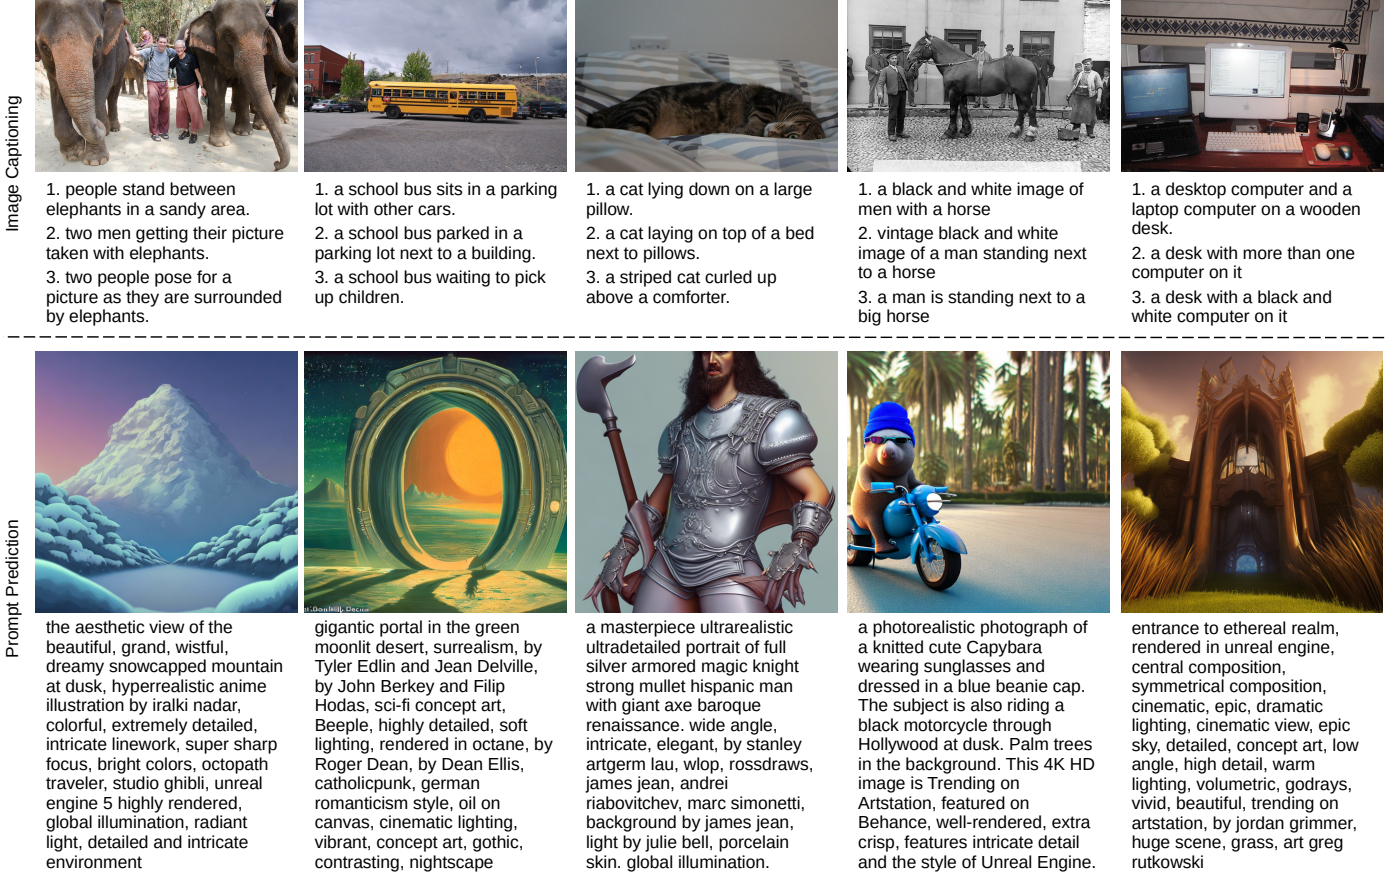 Image Captioning
1. people stand between
elephants in a sandy area.
2. two men getting their picture
taken with elephants.
3. two people pose for a
picture as they are surrounded
by elephants.
1. a school bus sits in a parking
lot with other cars.
2. a school bus parked in a
parking lot next to a building.
3. a school bus waiting to pick
up children.
1. a cat lying down on a large
pillow.
2. a cat laying on top of a bed
next to pillows.
3. a striped cat curled up
above a comforter.
1. a black and white image of
men with a horse
2. vintage black and white
image of a man standing next
to a horse
3. a man is standing next to a
big horse
1. a desktop computer and a
laptop computer on a wooden
desk.
2. a desk with more than one
computer on it
3. a desk with a black and
white computer on it
Prompt Prediction
the aesthetic view of the
beautiful, grand, wistful,
dreamy snowcapped mountain
at dusk, hyperrealistic anime
illustration by iralki nadar,
colorful, extremely detailed,
intricate linework, super sharp
focus, bright colors, octopath
traveler, studio ghibli, unreal
engine 5 highly rendered,
global illumination, radiant
light, detailed and intricate
environment
gigantic portal in the green
moonlit desert, surrealism, by
Tyler Edlin and Jean Delville,
by John Berkey and Filip
Hodas, sci-fi concept art,
Beeple, highly detailed, soft
lighting, rendered in octane, by
Roger Dean, by Dean Ellis,
catholicpunk, german
romanticism style, oil on
canvas, cinematic lighting,
vibrant, concept art, gothic,
contrasting, nightscape
a masterpiece ultrarealistic
ultradetailed portrait of full
silver armored magic knight
strong mullet hispanic man
with giant axe baroque
renaissance. wide angle,
intricate, elegant, by stanley
artgerm lau, wlop, rossdraws,
james jean, andrei
riabovitchev, marc simonetti,
background by james jean,
light by julie bell, porcelain
skin. global illumination.
a photorealistic photograph of
a knitted cute Capybara
wearing sunglasses and
dressed in a blue beanie cap.
The subject is also riding a
black motorcycle through
Hollywood at dusk. Palm trees
in the background. This 4K HD
image is Trending on
Artstation, featured on
Behance, well-rendered, extra
crisp, features intricate detail
and the style of Unreal Engine.
entrance to ethereal realm,
rendered in unreal engine,
central composition,
symmetrical composition,
cinematic, epic, dramatic
lighting, cinematic view, epic
sky, detailed, concept art, low
angle, high detail, warm
lighting, volumetric, godrays,
vivid, beautiful, trending on
artstation, by jordan grimmer,
huge scene, grass, art greg
rutkowski